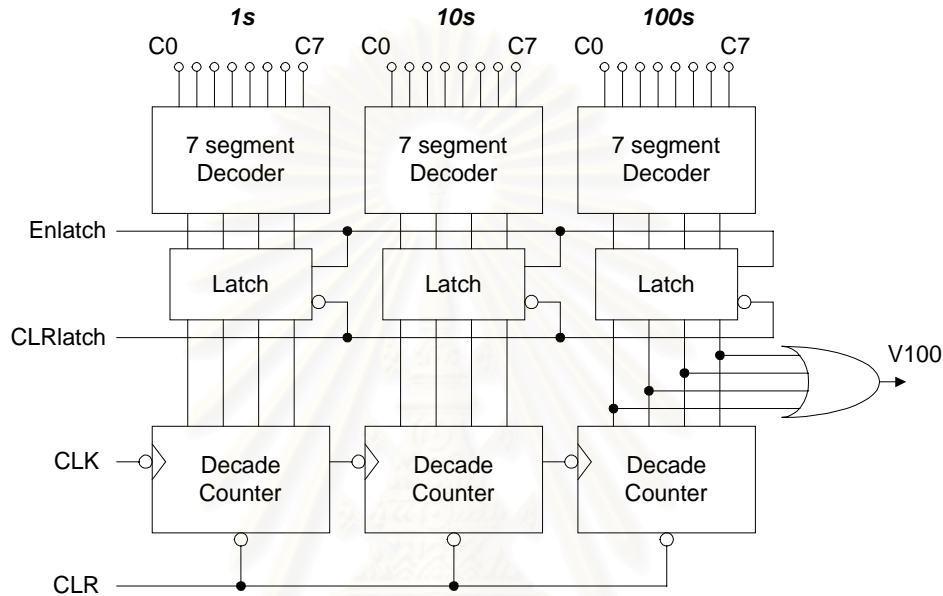 1s 10s 100s
C0 C7 C0 C7 C0 C7
7 segment Decoder 7 segment Decoder 7 segment Decoder
Enlatch
Latch Latch Latch
CLRlatch
V100
CLK
Decade Counter Decade Counter Decade Counter
CLR